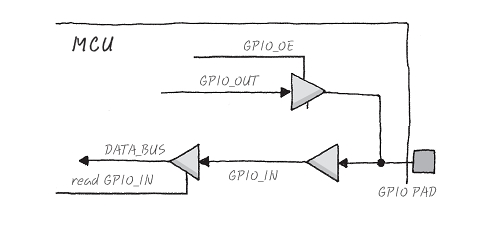 MCU
GPIO_OE
GPIO_OUT
DATA_BUS
GPIO_IN
read GPIO_IN
GPIO PAD